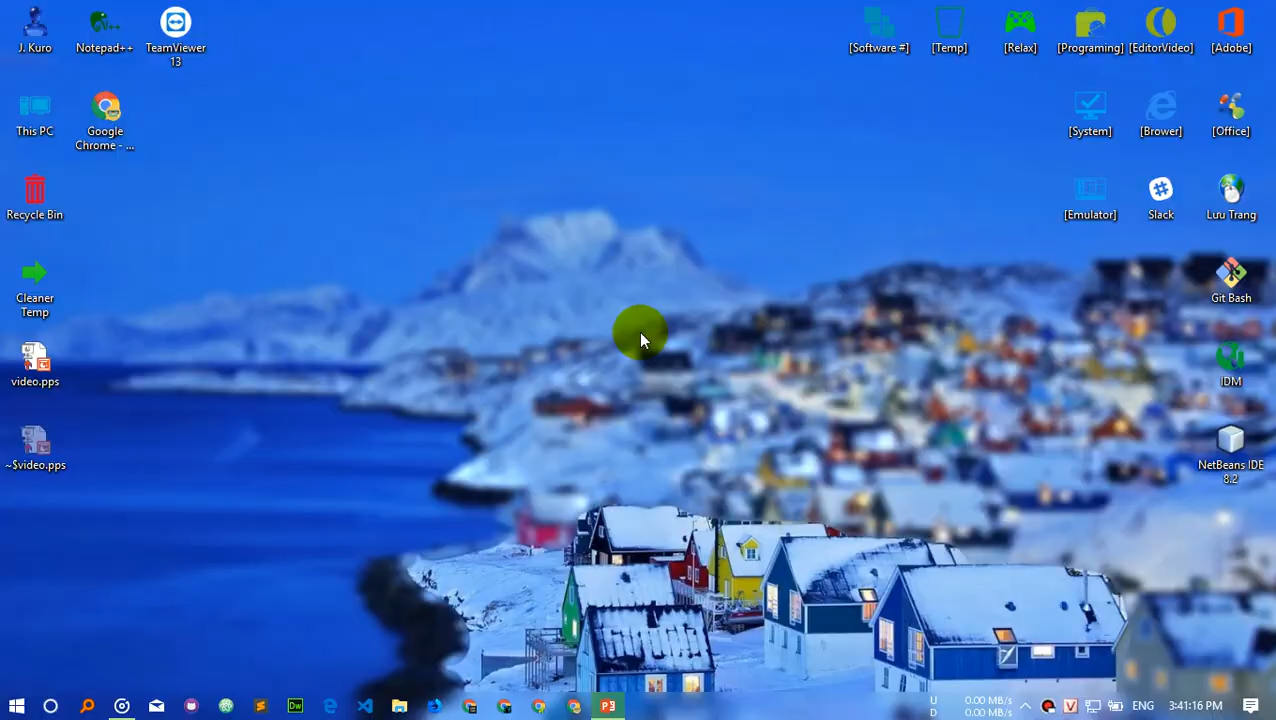 J. Kuro
Notepad++
TeamViewer
13
[Software #]
[Temp]
[Relax]
[Programing]
[EditorVideo]
[Adobe]
This PC
Google
Chrome - ...
[System]
[Brower]
[Office]
Recycle Bin
[Emulator]
Slack
Lưu Trang
Cleaner
Temp
Git Bash
video.pps
IDM
~$video.pps
NetBeans IDE
8.2
Dw
U 0.00 MB/s
D 0.00 MB/s
V
ENG
3:41:16 PM